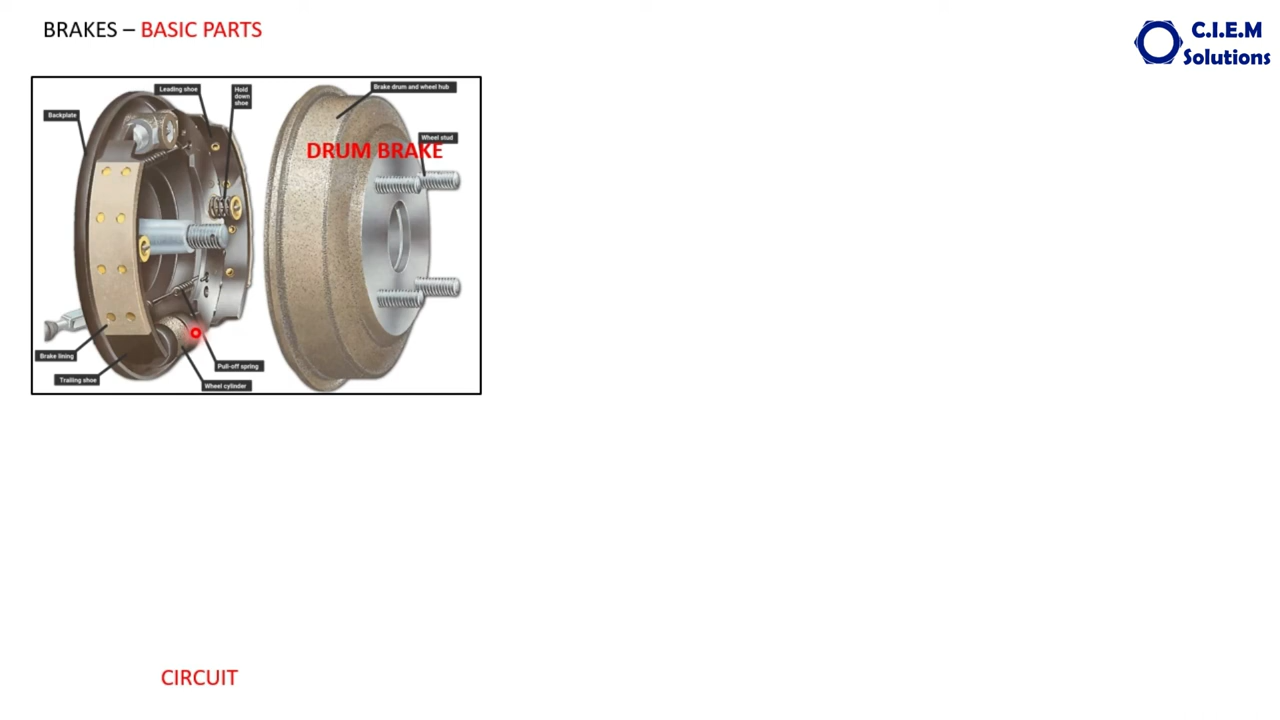 BRAKES – BASIC PARTS
C.I.E.M
Solutions
Leading shoe
Hold
down
shoe
Brake drum and wheel hub
Backplate
Wheel stud
DRUM BRAKE
Brake lining
Pull-off spring
Trailing shoe
Wheel cylinder
CIRCUIT